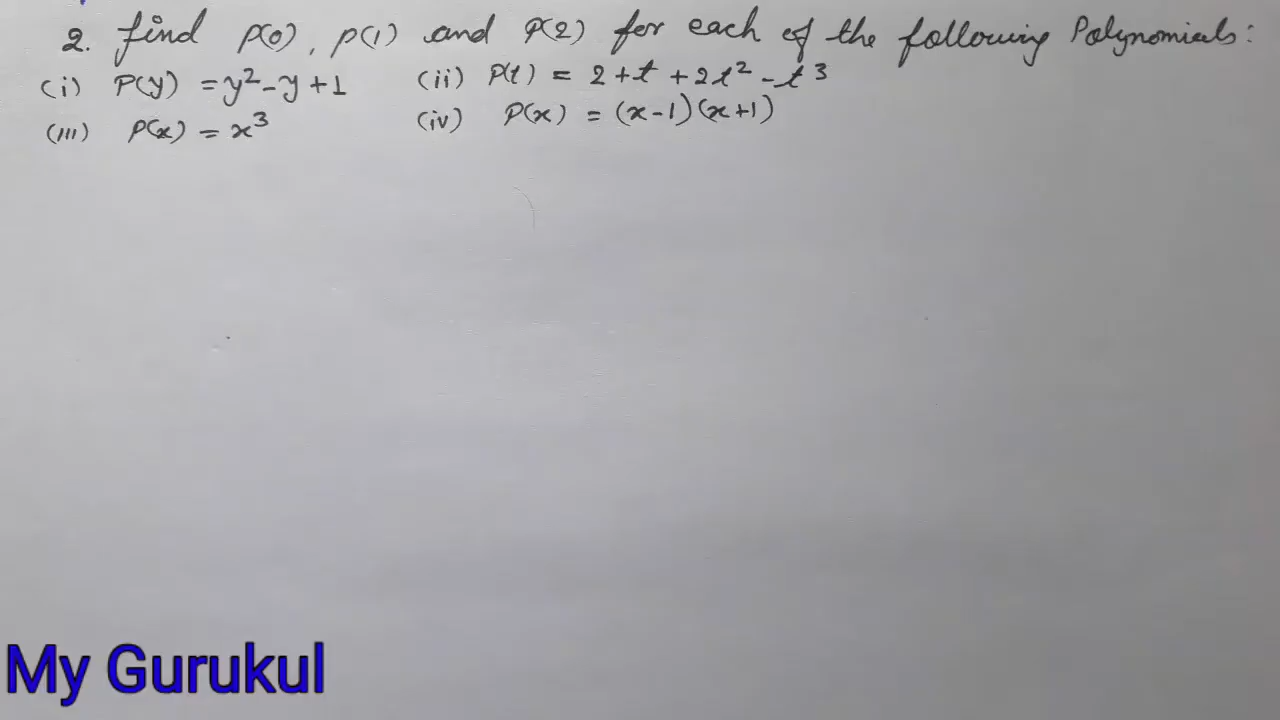 2. find p(0), p(1) and p(2) for each of the following Polynomials:
(i) P(y) = y² - y + 1 (ii) P(t) = 2 + t + 2t² - t³
(iii) P(x) = x³ (iv) P(x) = (x-1)(x+1)
My Gurukul